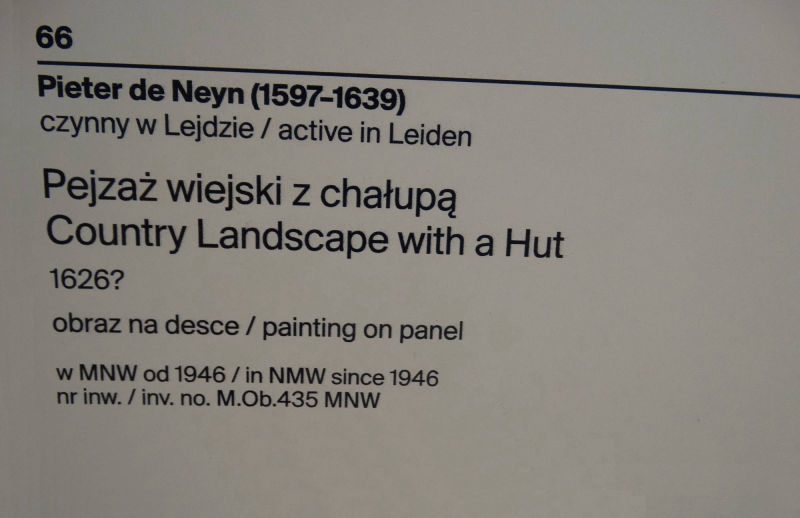 66
Pieter de Neyn (1597–1639)
czynny w Lejdzie / active in Leiden
Pejzaż wiejski z chałupą
Country Landscape with a Hut
1626?
obraz na desce / painting on panel
w MNW od 1946 / in NMW since 1946
nr inw. / inv. no. M.Ob.435 MNW